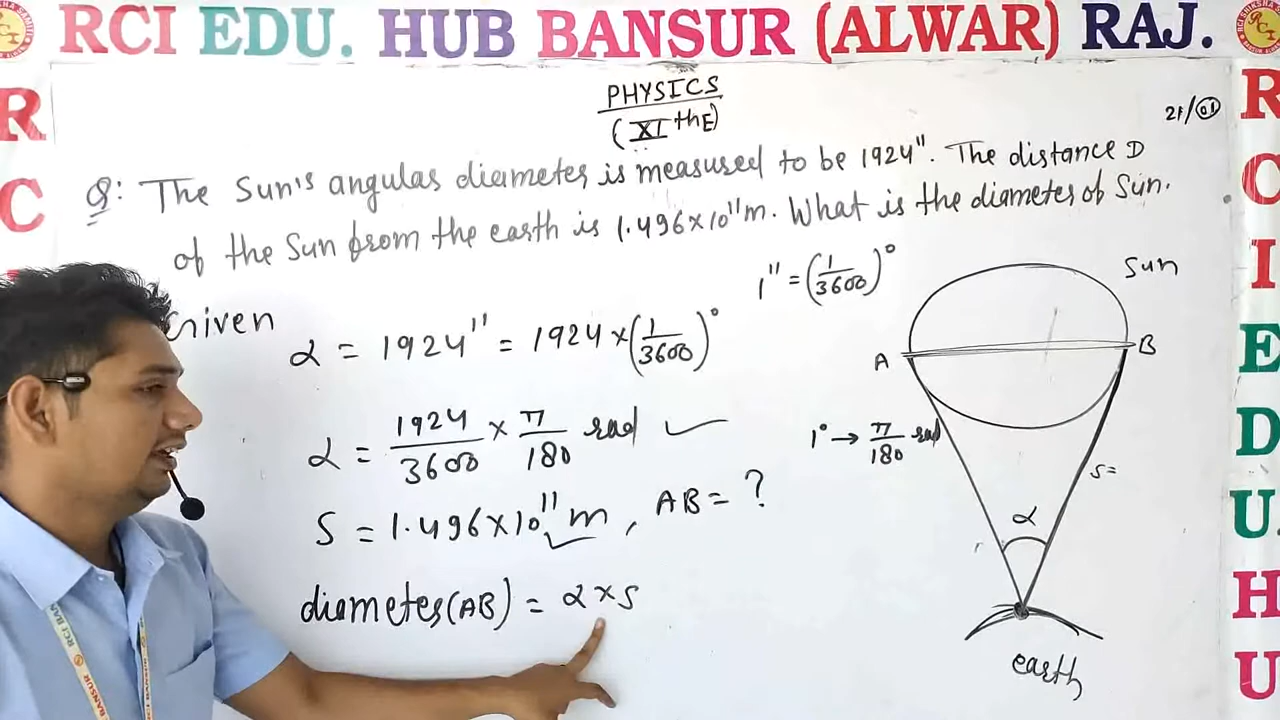 RCI EDU. HUB BANSUR (ALWAR) RAJ.
PHYSICS
(XI thE)
21/01
Q: The Sun's angular diameter is measured to be 1924". The distance D
of the Sun from the earth is 1.496×10¹¹m. What is the diameter of Sun.
Given
1" = (1/3600)°
Sun
α = 1924" = 1924 × (1/3600)°
A
B
α = 1924/3600 × π/180 rad
1° → π/180 rad
S=
S = 1.496×10¹¹ m, AB = ?
α
diameter(AB) = α × S
earth
R
C
R
C
I
E
D
U.
H
U
RCI
BANSUR